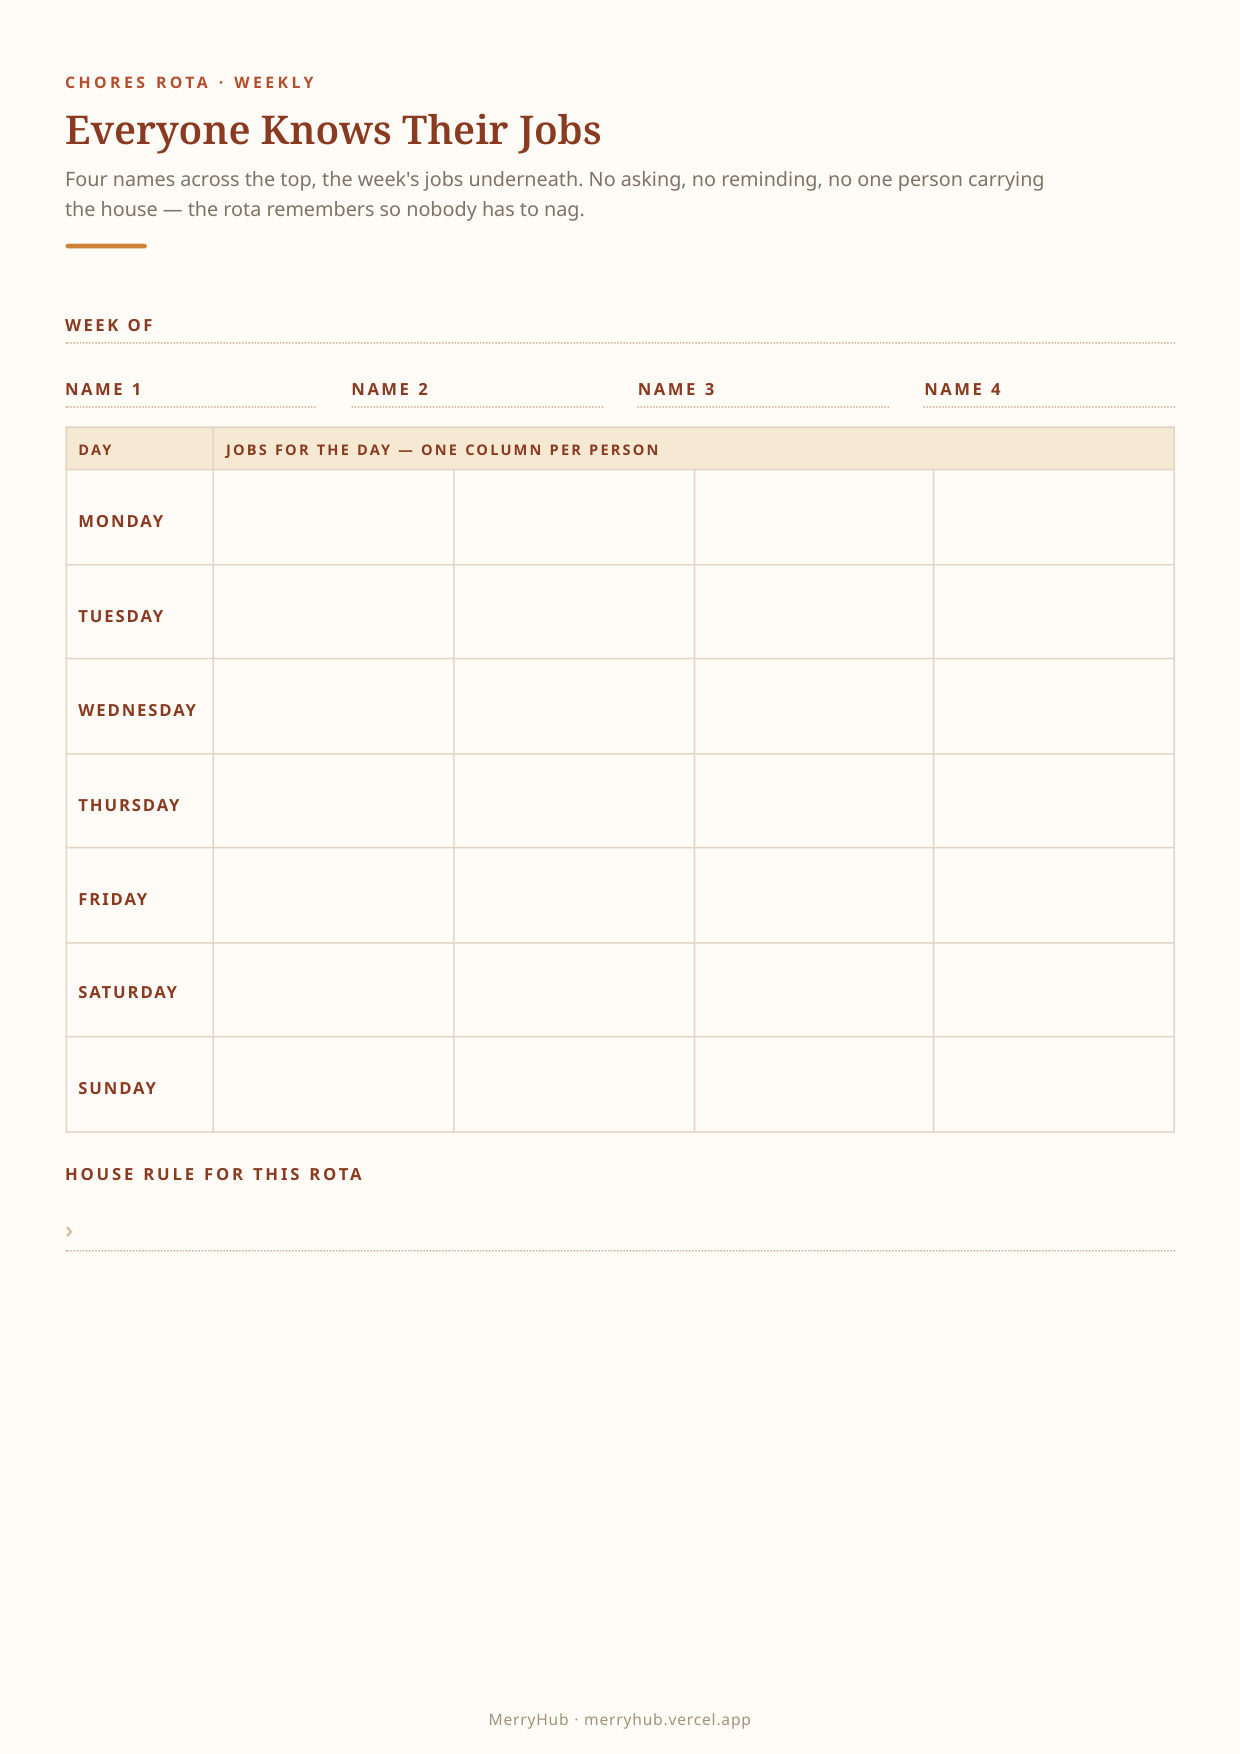 CHORES ROTA · WEEKLY
Everyone Knows Their Jobs
Four names across the top, the week's jobs underneath. No asking, no reminding, no one person carrying
the house — the rota remembers so nobody has to nag.
WEEK OF
NAME 1 NAME 2 NAME 3 NAME 4
DAY JOBS FOR THE DAY — ONE COLUMN PER PERSON
MONDAY
TUESDAY
WEDNESDAY
THURSDAY
FRIDAY
SATURDAY
SUNDAY
HOUSE RULE FOR THIS ROTA
›
MerryHub · merryhub.vercel.app